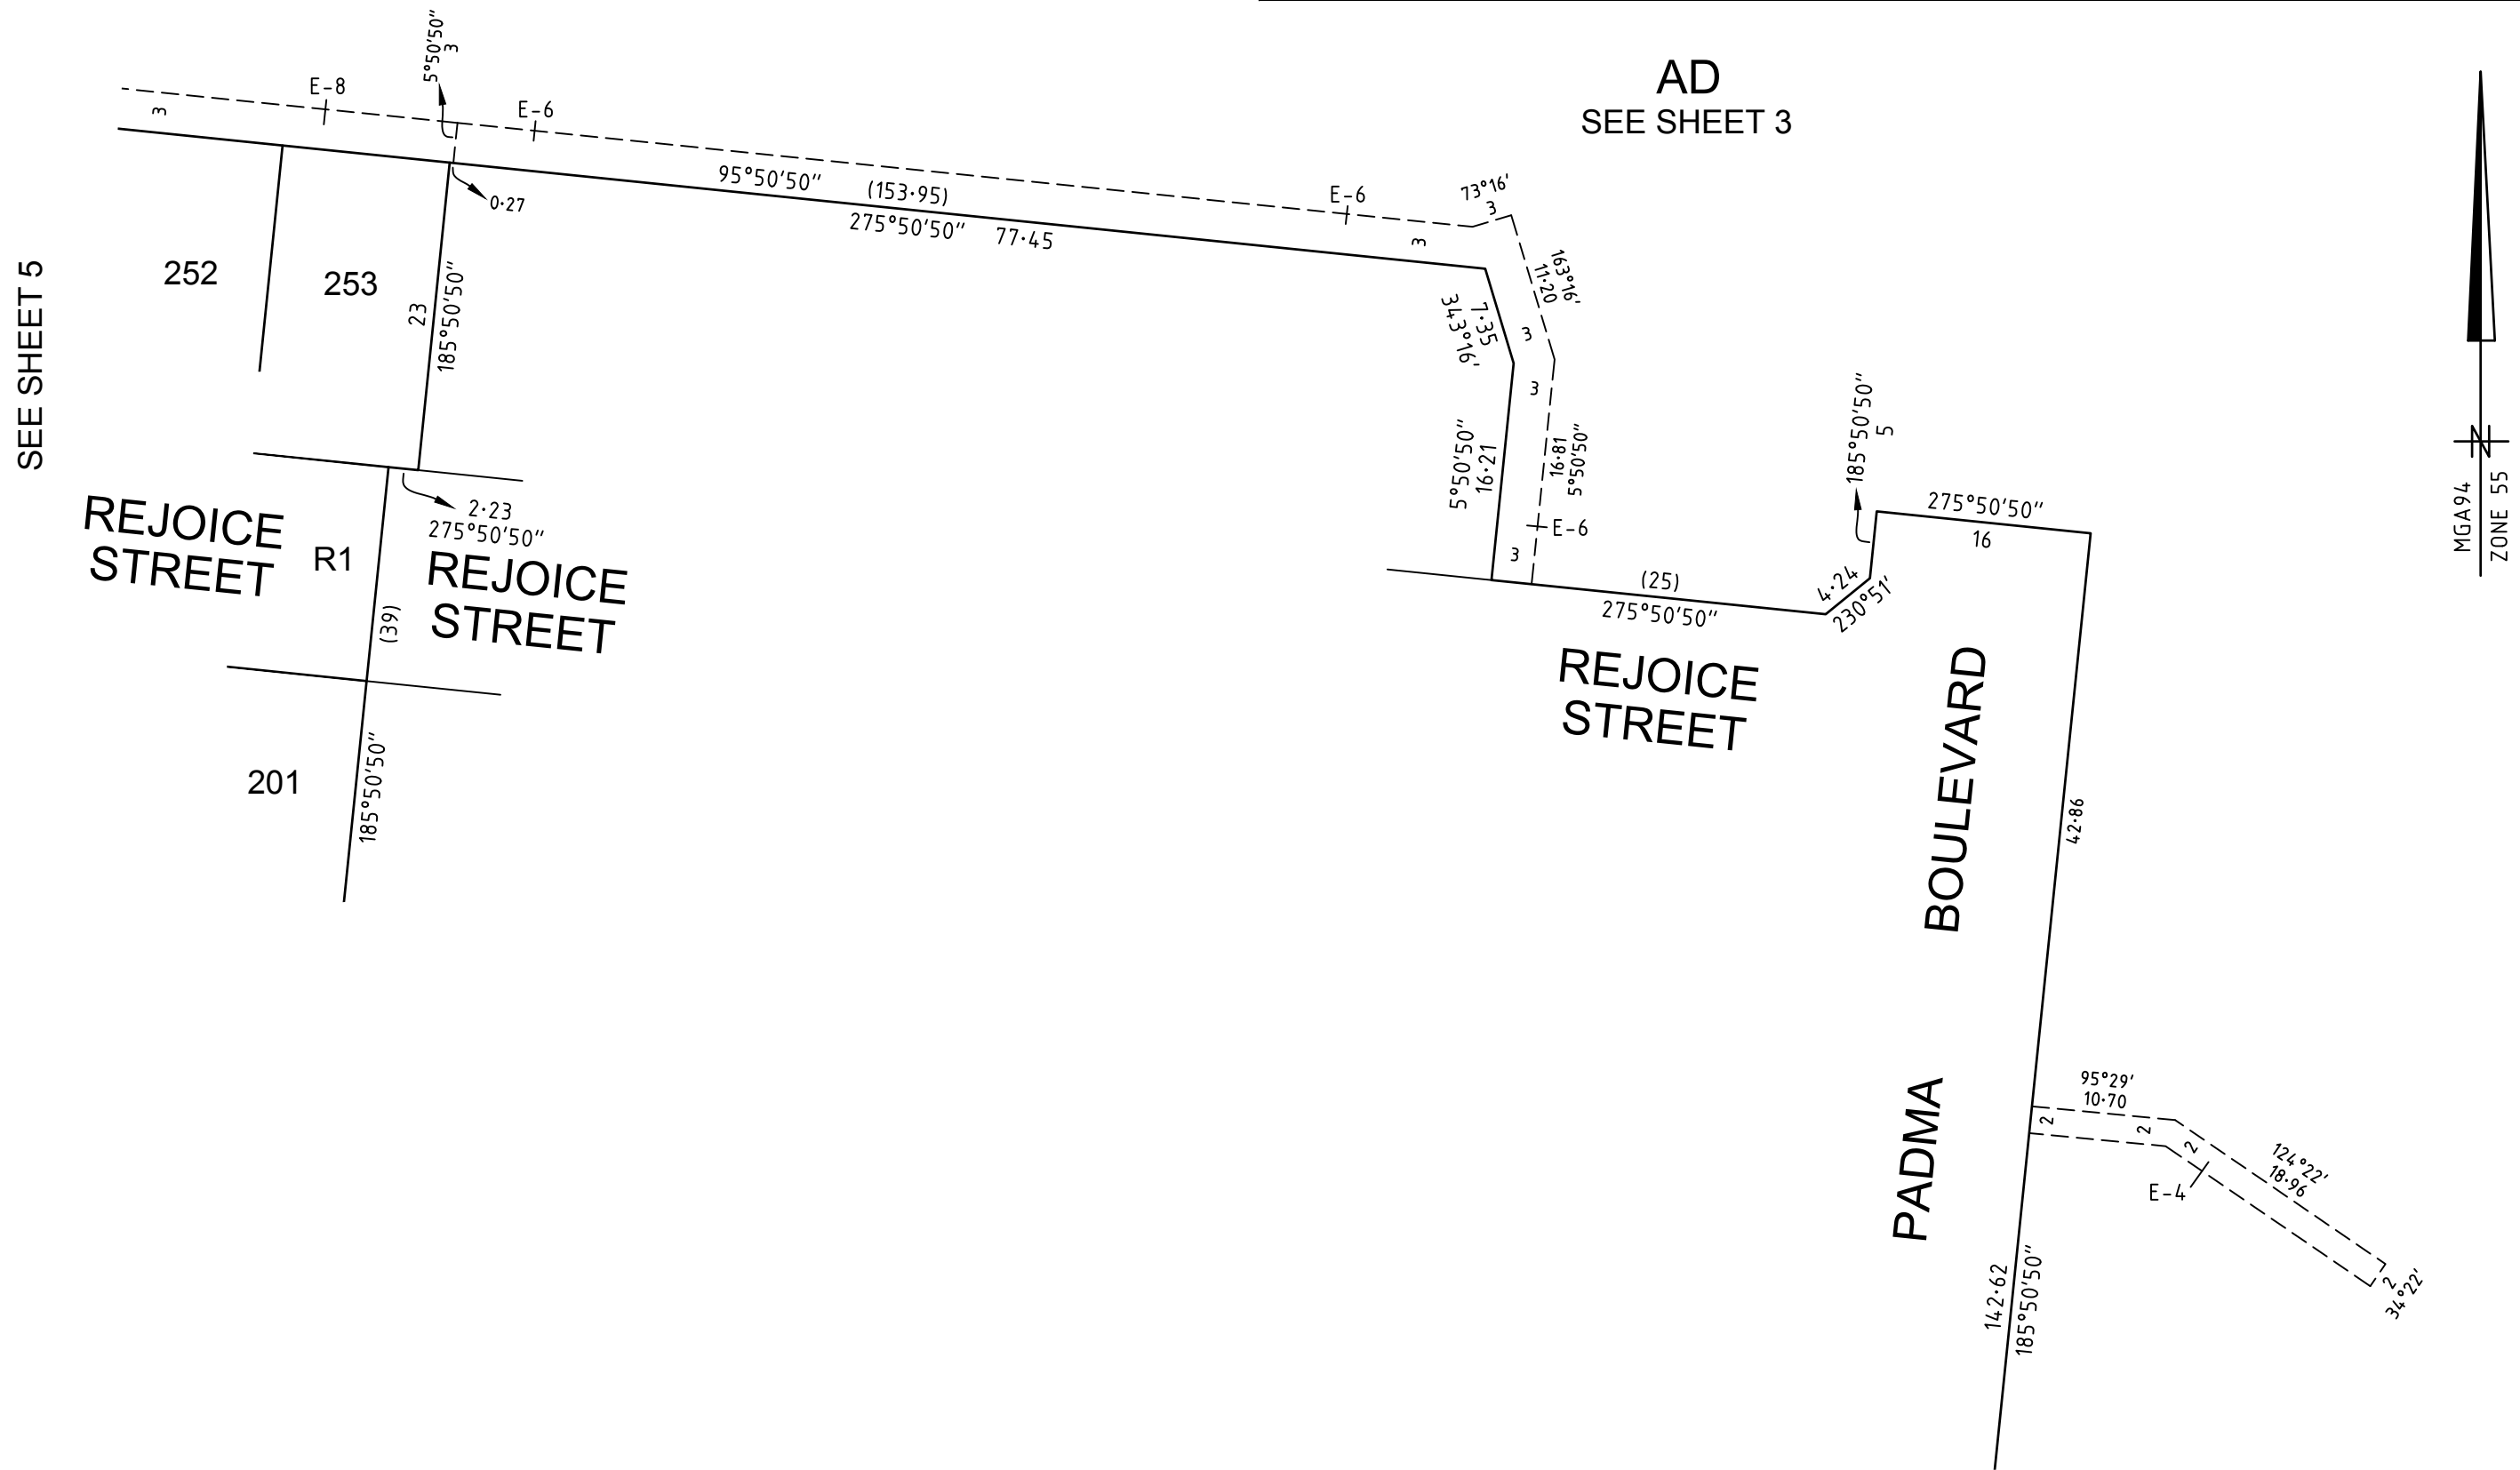 AD
SEE SHEET 3
5°50'50"
3
E-8
3
E-6
95°50'50" (153·95)
275°50'50" 77·45
0·27
E-6
73°16'
3
3
163°16'
11·20
7·35
343°16'
3
3
5°50'50"
16·21
16·81
5°50'50"
E-6
3
SEE SHEET 5
252
253
23
185°50'50"
2·23
275°50'50"
REJOICE
STREET
R1
REJOICE
STREET
(39)
201
185°50'50"
(25)
275°50'50"
4·24
230°51'
185°50'50"
5
275°50'50"
16
REJOICE
STREET
PADMA BOULEVARD
42·86
95°29'
10·70
2
2
2
E-4
124°22'
18·96
2
34°22'
142·62
185°50'50"
N
MGA94
ZONE 55